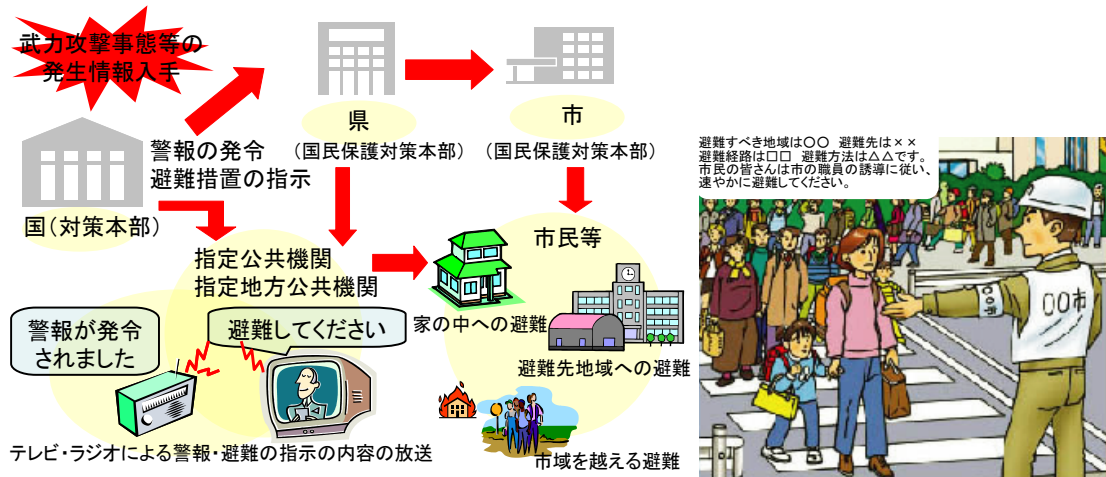 武力攻撃事態等の
発生情報入手
県
(国民保護対策本部)
市
(国民保護対策本部)
警報の発令
避難措置の指示
国(対策本部)
指定公共機関
指定地方公共機関
市民等
警報が発令
されました
避難してください
家の中への避難
避難先地域への避難
市域を越える避難
テレビ・ラジオによる警報・避難の指示の内容の放送
避難すべき地域は〇〇 避難先は××
避難経路は□□ 避難方法は△△です。
市民の皆さんは市の職員の誘導に従い、
速やかに避難してください。
〇〇市